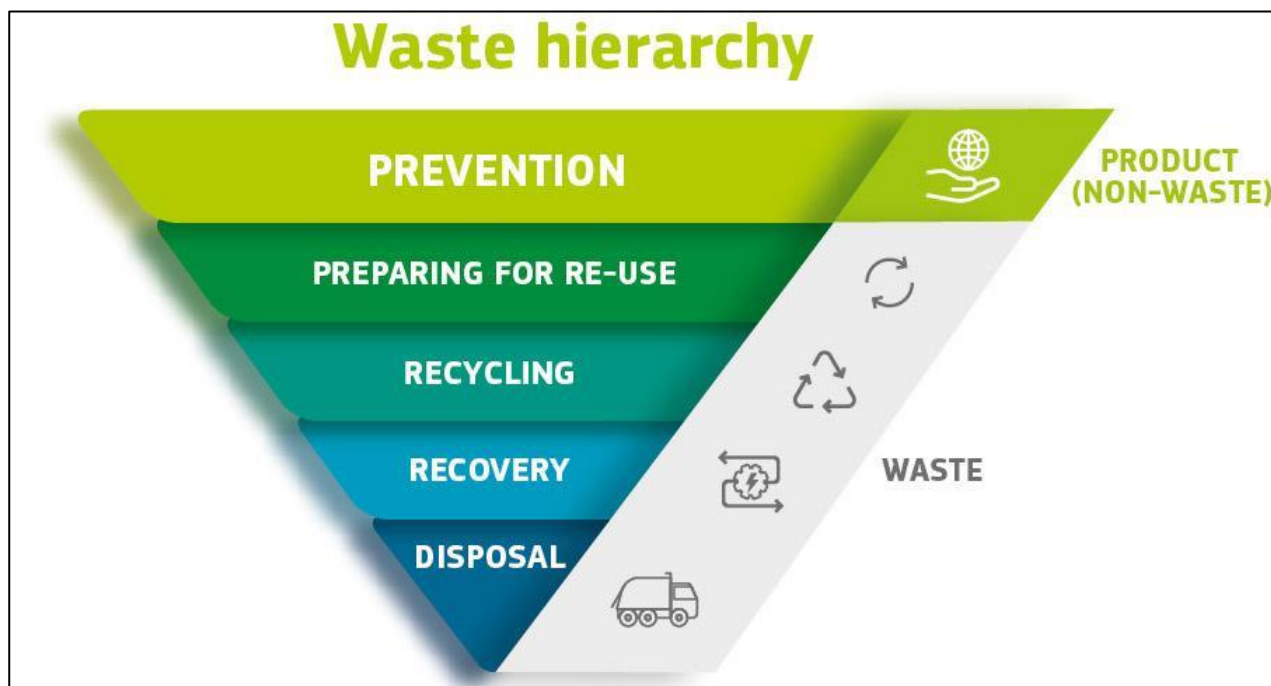 Waste hierarchy
PREVENTION
PRODUCT
(NON-WASTE)
PREPARING FOR RE-USE
RECYCLING
RECOVERY
WASTE
DISPOSAL